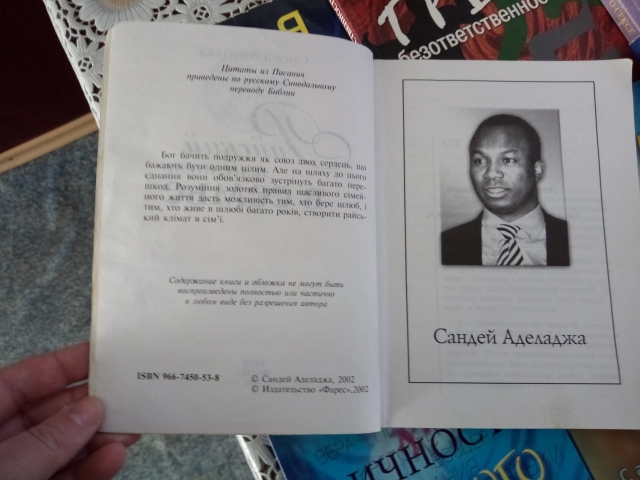 Цитаты из Писания
приведены по русскому Синодальному
переводу Библии
Бог бачить подружжя як союз двох сердець, що
бажають бути одним цілим. Але на шляху до цього
єднання вони обов'язково зустрінуть багато пере-
шкод. Розуміння золотих правил щасливого сімей-
ного життя дасть можливість тим, хто бере шлюб, і
тим, хто живе в шлюбі багато років, створити райсь-
кий клімат в сім'ї.
Содержание книги и обложка не могут быть
воспроизведены полностью или частично
в любом виде без разрешения автора
ISBN 966-7450-53-8
© Сандей Аделаджа, 2002
© Издательство «Фарес»,2002
Сандей Аделаджа
безответственност
ИЧНОСТ
ОГО